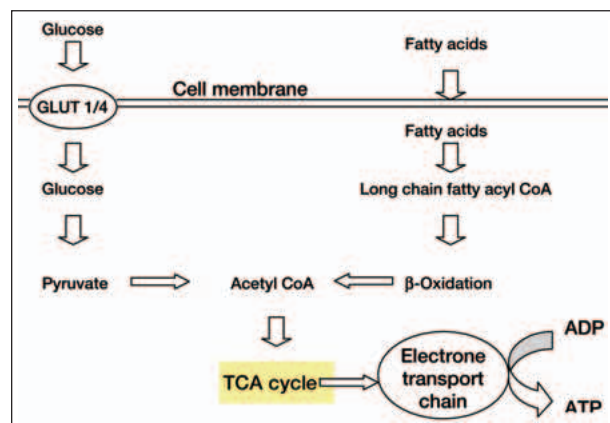 Glucose
Fatty acids
Cell membrane
GLUT 1/4
Fatty acids
Glucose
Long chain fatty acyl CoA
Pyruvate
Acetyl CoA
β-Oxidation
ADP
Electrone
transport
chain
TCA cycle
ATP